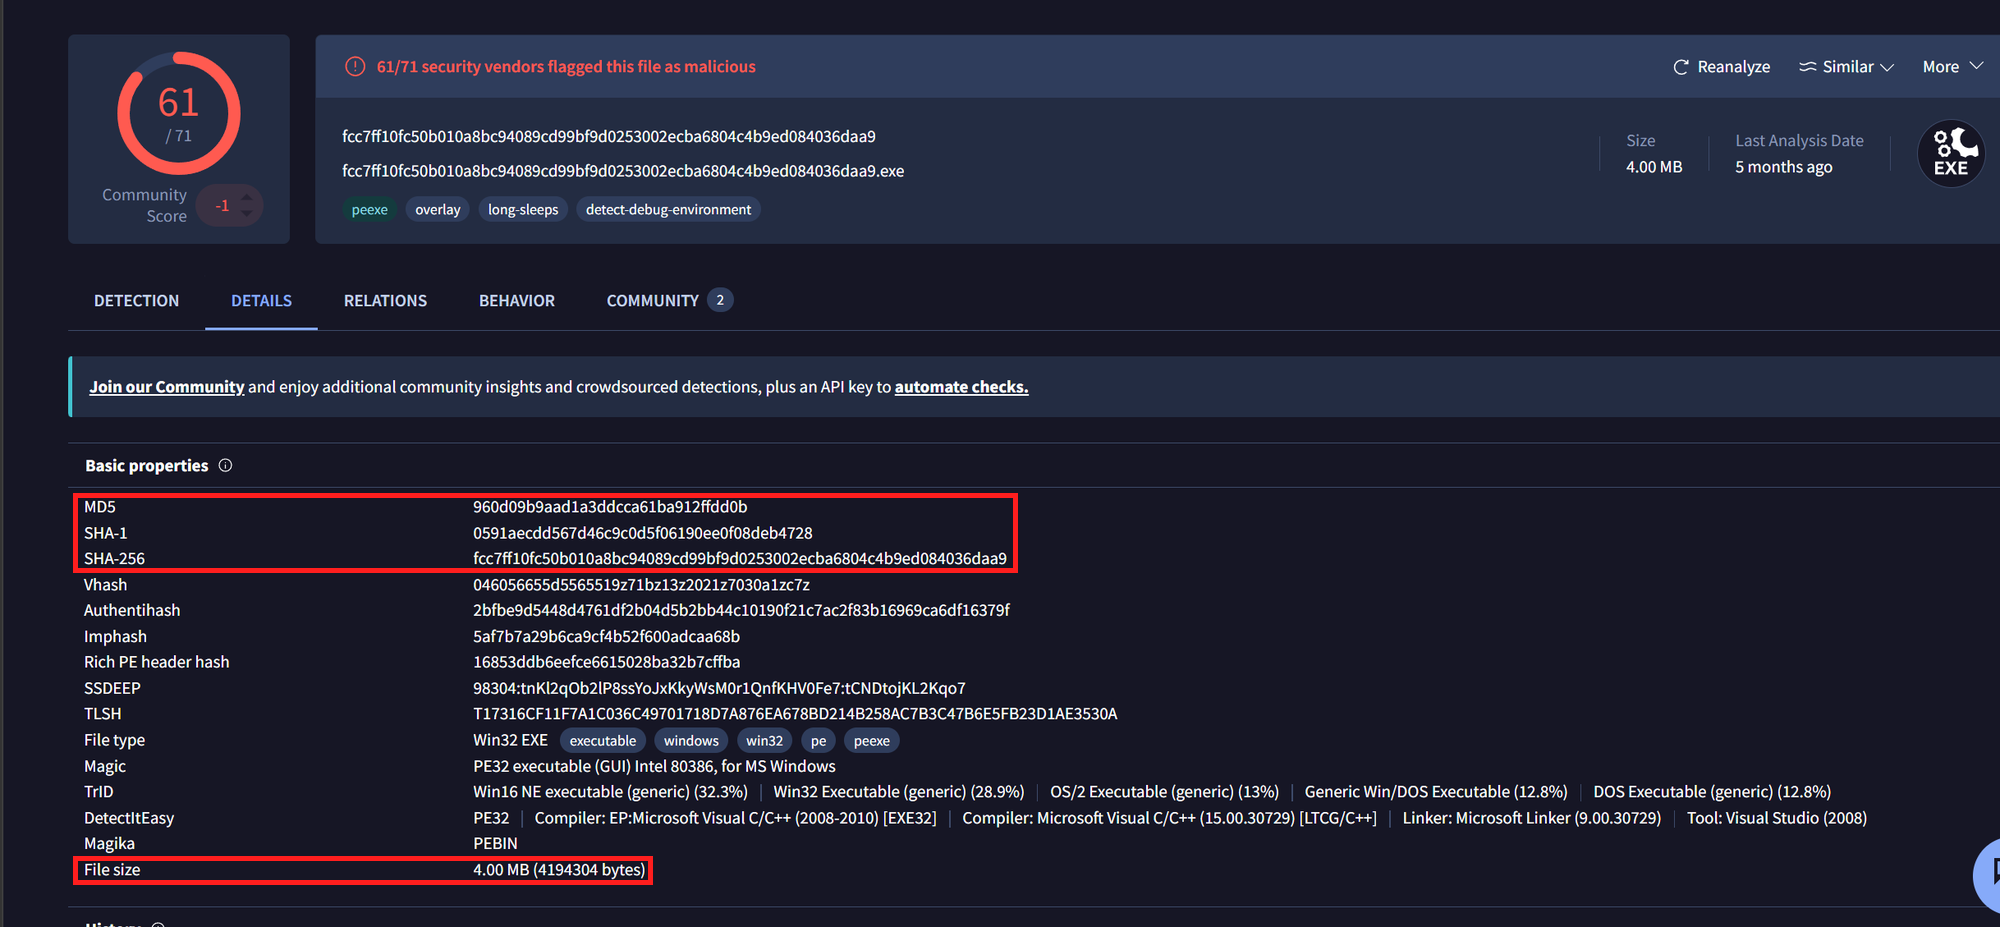 61
/ 71
Community
Score
-1
61/71 security vendors flagged this file as malicious
Reanalyze
Similar
More
fcc7ff10fc50b010a8bc94089cd99bf9d0253002ecba6804c4b9ed084036daa9
fcc7ff10fc50b010a8bc94089cd99bf9d0253002ecba6804c4b9ed084036daa9.exe
peexe overlay long-sleeps detect-debug-environment
Size
4.00 MB
Last Analysis Date
5 months ago
EXE
DETECTION DETAILS RELATIONS BEHAVIOR COMMUNITY 2
Join our Community and enjoy additional community insights and crowdsourced detections, plus an API key to automate checks.
Basic properties
MD5 960d09b9aad1a3ddcca61ba912ffdd0b
SHA-1 0591aecdd567d46c9c0d5f06190ee0f08deb4728
SHA-256 fcc7ff10fc50b010a8bc94089cd99bf9d0253002ecba6804c4b9ed084036daa9
Vhash 046056655d5565519z71bz13z2021z7030a1zc7z
Authentihash 2bfbe9d5448d4761df2b04d5b2bb44c10190f21c7ac2f83b16969ca6df16379f
Imphash 5af7b7a29b6ca9cf4b52f600adcaa68b
Rich PE header hash 16853ddb6eefce6615028ba32b7cffba
SSDEEP 98304:tnKl2qOb2lP8ssYoJxKkyWsM0r1QnfKHV0Fe7:tCNDtojKL2Kqo7
TLSH T17316CF11F7A1C036C49701718D7A876EA678BD214B258AC7B3C47B6E5FB23D1AE3530A
File type Win32 EXE executable windows win32 pe peexe
Magic PE32 executable (GUI) Intel 80386, for MS Windows
TrID Win16 NE executable (generic) (32.3%) | Win32 Executable (generic) (28.9%) | OS/2 Executable (generic) (13%) | Generic Win/DOS Executable (12.8%) | DOS Executable (generic) (12.8%)
DetectItEasy PE32 | Compiler: EP:Microsoft Visual C/C++ (2008-2010) [EXE32] | Compiler: Microsoft Visual C/C++ (15.00.30729) [LTCG/C++] | Linker: Microsoft Linker (9.00.30729) | Tool: Visual Studio (2008)
Magika PEBIN
File size 4.00 MB (4194304 bytes)
History